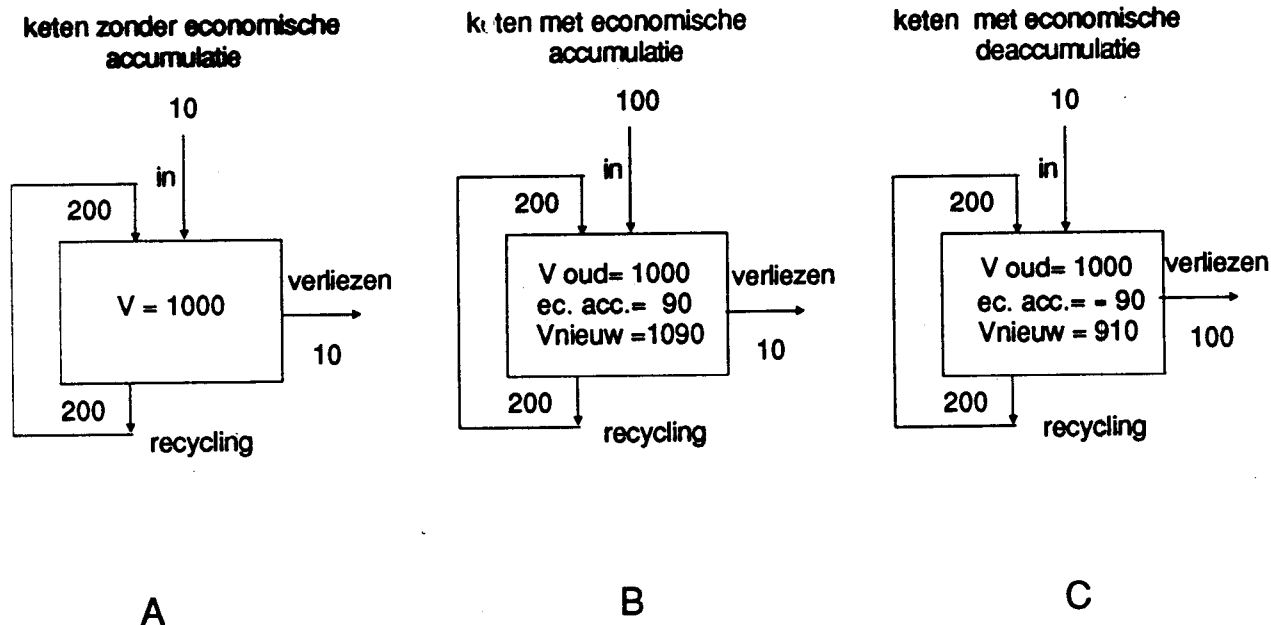 keten zonder economische
accumulatie
10
in
200
V = 1000
verliezen
10
200
recycling
A
keten met economische
accumulatie
100
in
200
V oud= 1000
ec. acc.= 90
Vnieuw =1090
verliezen
10
200
recycling
B
keten met economische
deaccumulatie
10
in
200
V oud= 1000
ec. acc.= - 90
Vnieuw = 910
verliezen
100
200
recycling
C